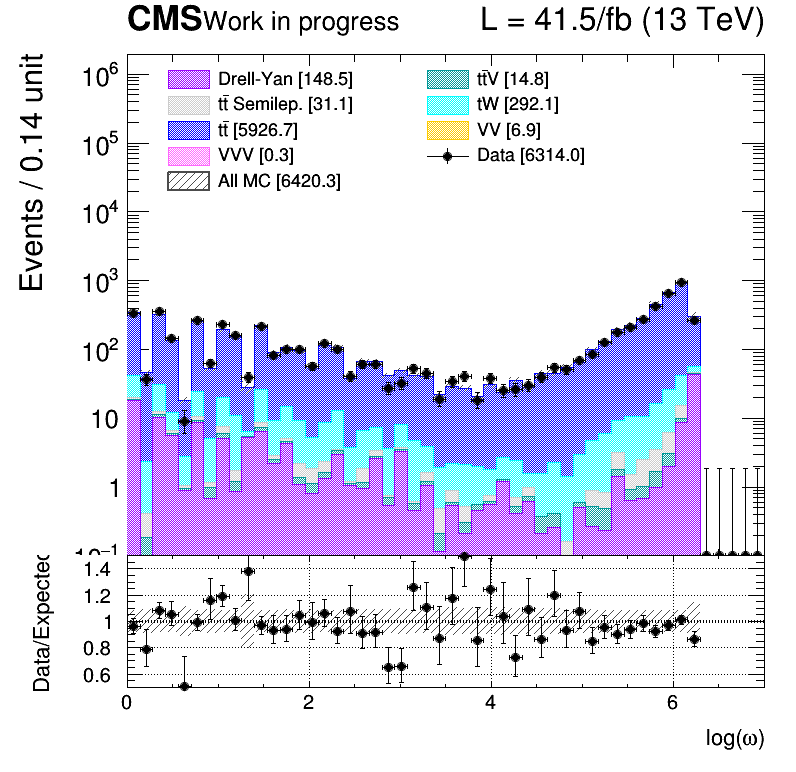 CMS Work in progress L = 41.5/fb (13 TeV)
Events / 0.14 unit
Drell-Yan [148.5]
tt̄ Semilep. [31.1]
tt̄ [5926.7]
VVV [0.3]
All MC [6420.3]
tt̄V [14.8]
tW [292.1]
VV [6.9]
Data [6314.0]
10⁶
10⁵
10⁴
10³
10²
10
1
10⁻¹
Data/Expected
1.4
1.2
1
0.8
0.6
0 2 4 6
log(ω)